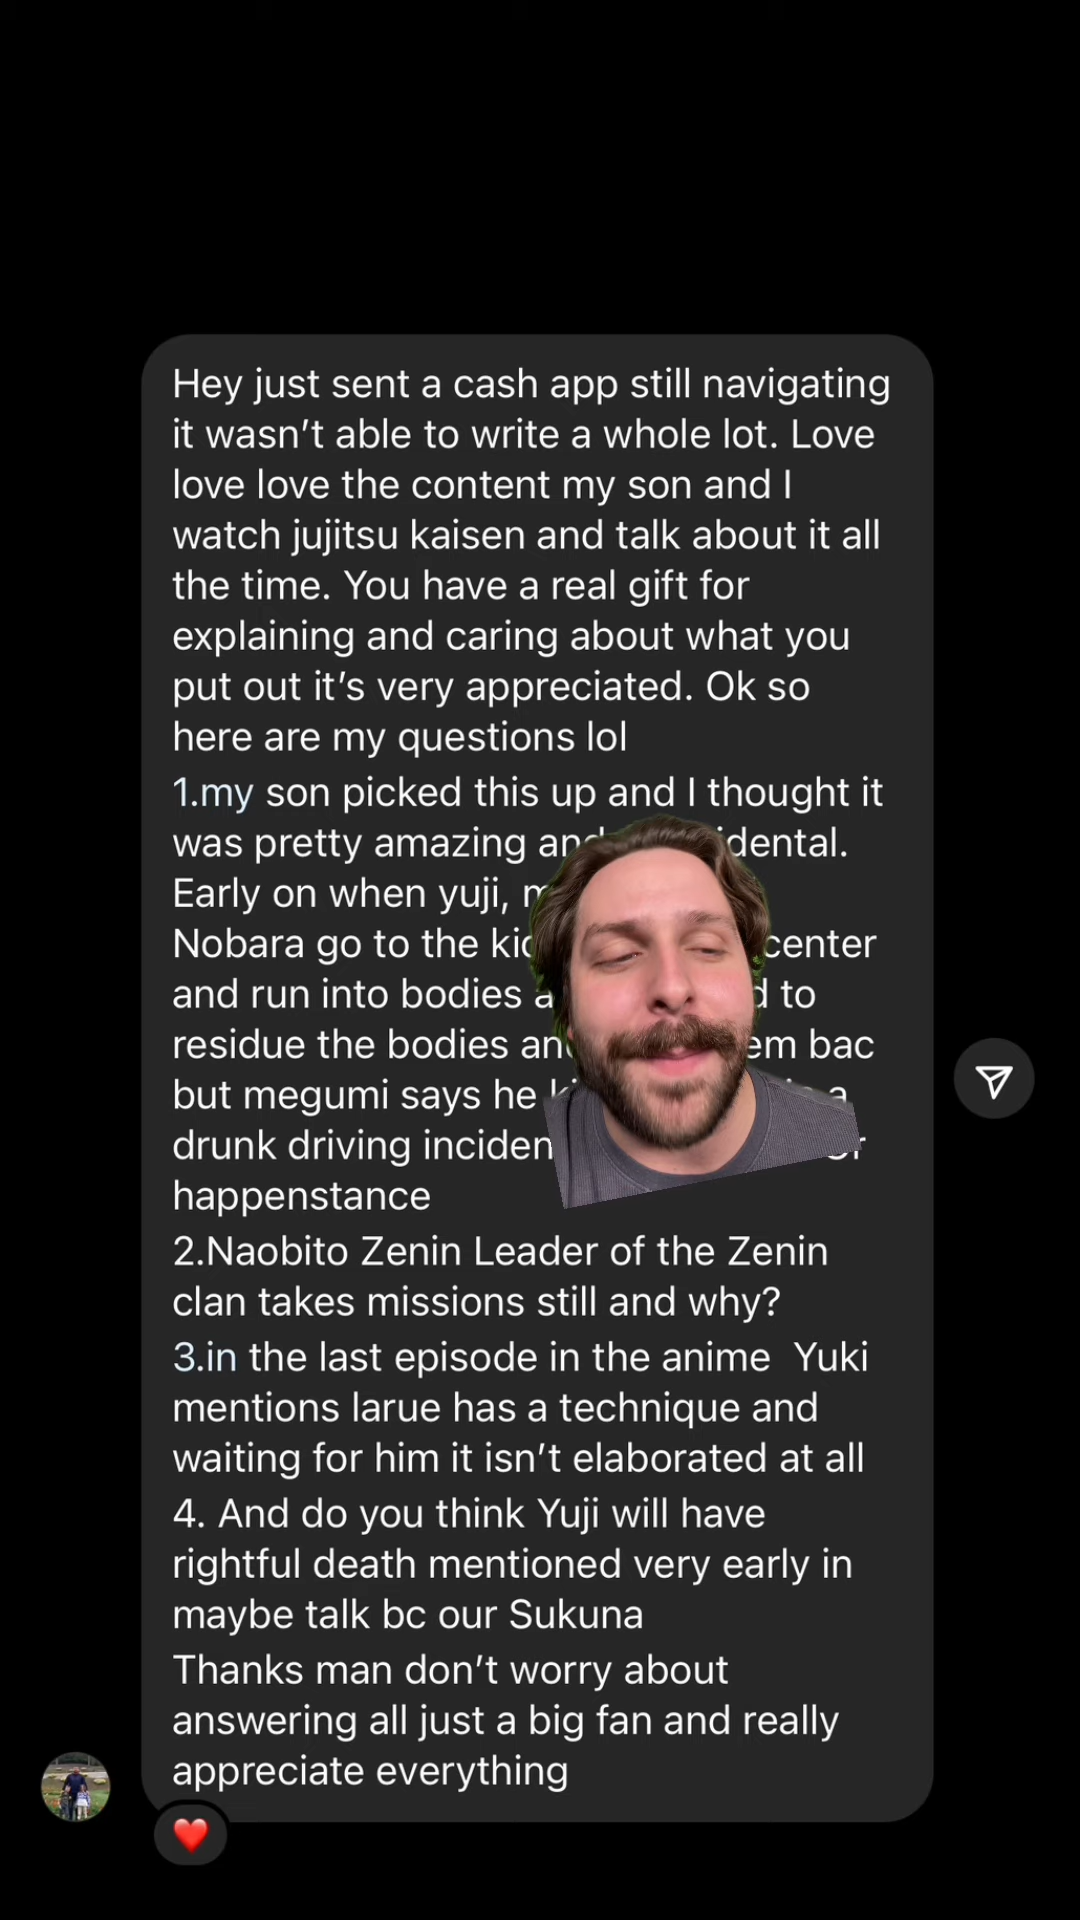 Hey just sent a cash app still navigating
it wasn't able to write a whole lot. Love
love love the content my son and I
watch jujitsu kaisen and talk about it all
the time. You have a real gift for
explaining and caring about what you
put out it's very appreciated. Ok so
here are my questions lol
1.my son picked this up and I thought it
was pretty amazing
Early on when yuji,
Nobara go to the center
and run into bodies to
residue the bodies bac
but megumi says he a
drunk driving
happenstance
2.Naobito Zenin Leader of the Zenin
clan takes missions still and why?
3.in the last episode in the anime Yuki
mentions larue has a technique and
waiting for him it isn't elaborated at all
4. And do you think Yuji will have
rightful death mentioned very early in
maybe talk bc our Sukuna
Thanks man don't worry about
answering all just a big fan and really
appreciate everything